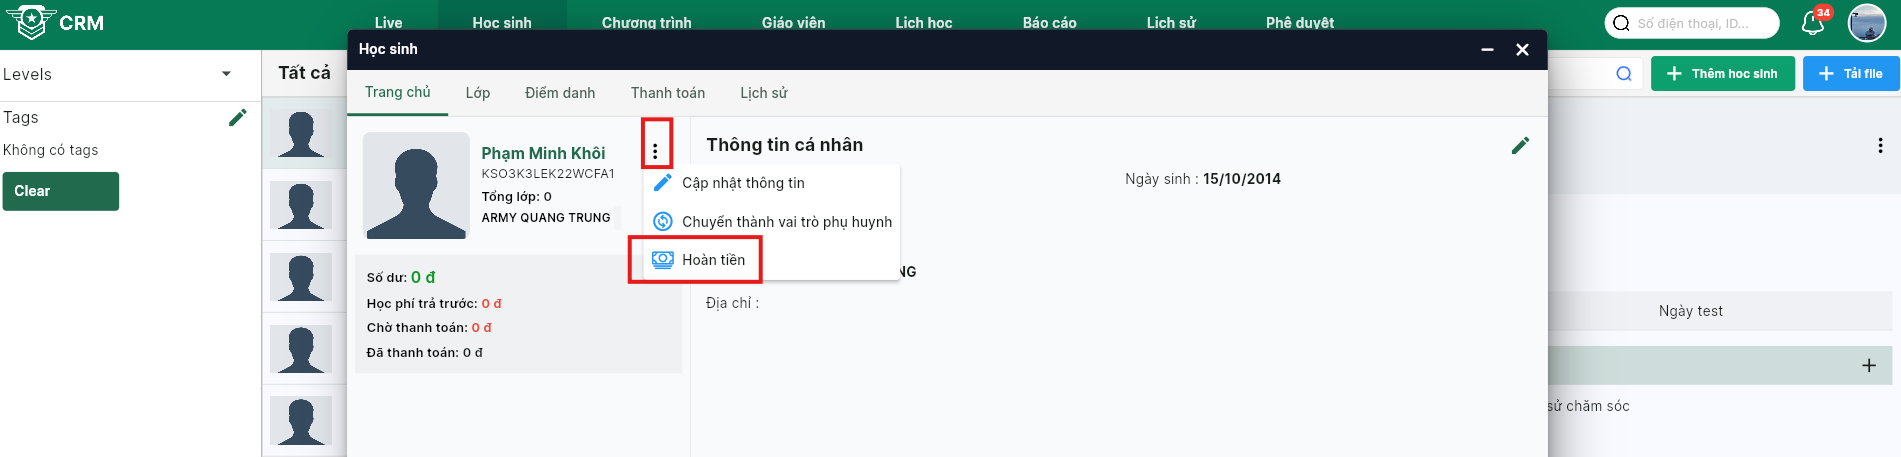 CRM
Live
Học sinh
Chương trình
Giáo viên
Lịch học
Báo cáo
Lịch sử
Phê duyệt
Số điện thoại, ID...
34
Levels
Tags
Không có tags
Clear
Tất cả
Học sinh
Trang chủ
Lớp
Điểm danh
Thanh toán
Lịch sử
Phạm Minh Khôi
KSO3K3LEK22WCFA1
Tổng lớp: 0
ARMY QUANG TRUNG
Số dư: 0 đ
Học phí trả trước: 0 đ
Chờ thanh toán: 0 đ
Đã thanh toán: 0 đ
Cập nhật thông tin
Chuyển thành vai trò phụ huynh
Hoàn tiền
Thông tin cá nhân
Ngày sinh : 15/10/2014
NG
Địa chỉ :
Thêm học sinh
Tải file
Ngày test
sử chăm sóc